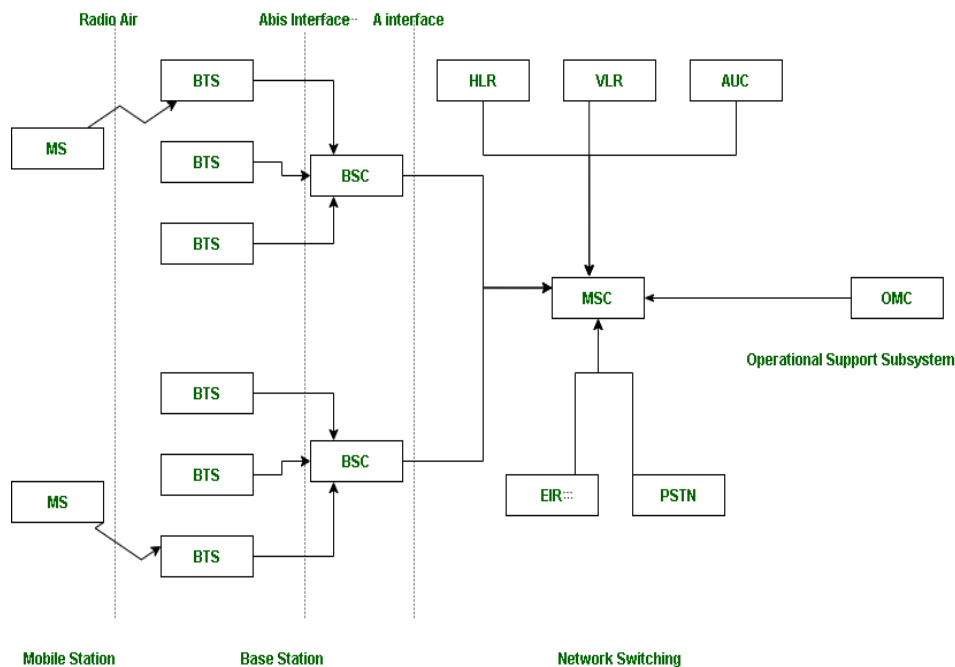 Radio Air
Abis Interface
A interface
BTS
HLR
VLR
AUC
MS
BTS
BSC
BTS
MSC
OMC
Operational Support Subsystem
BTS
BSC
BTS
MS
EIR
PSTN
BTS
Mobile Station
Base Station
Network Switching